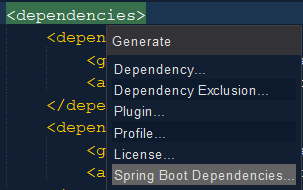 <dependencies>
<depen
Generate
<g
Dependency...
<a
Dependency Exclusion...
</depe
Plugin...
<depen
Profile...
<g
License...
<a
Spring Boot Dependencies...